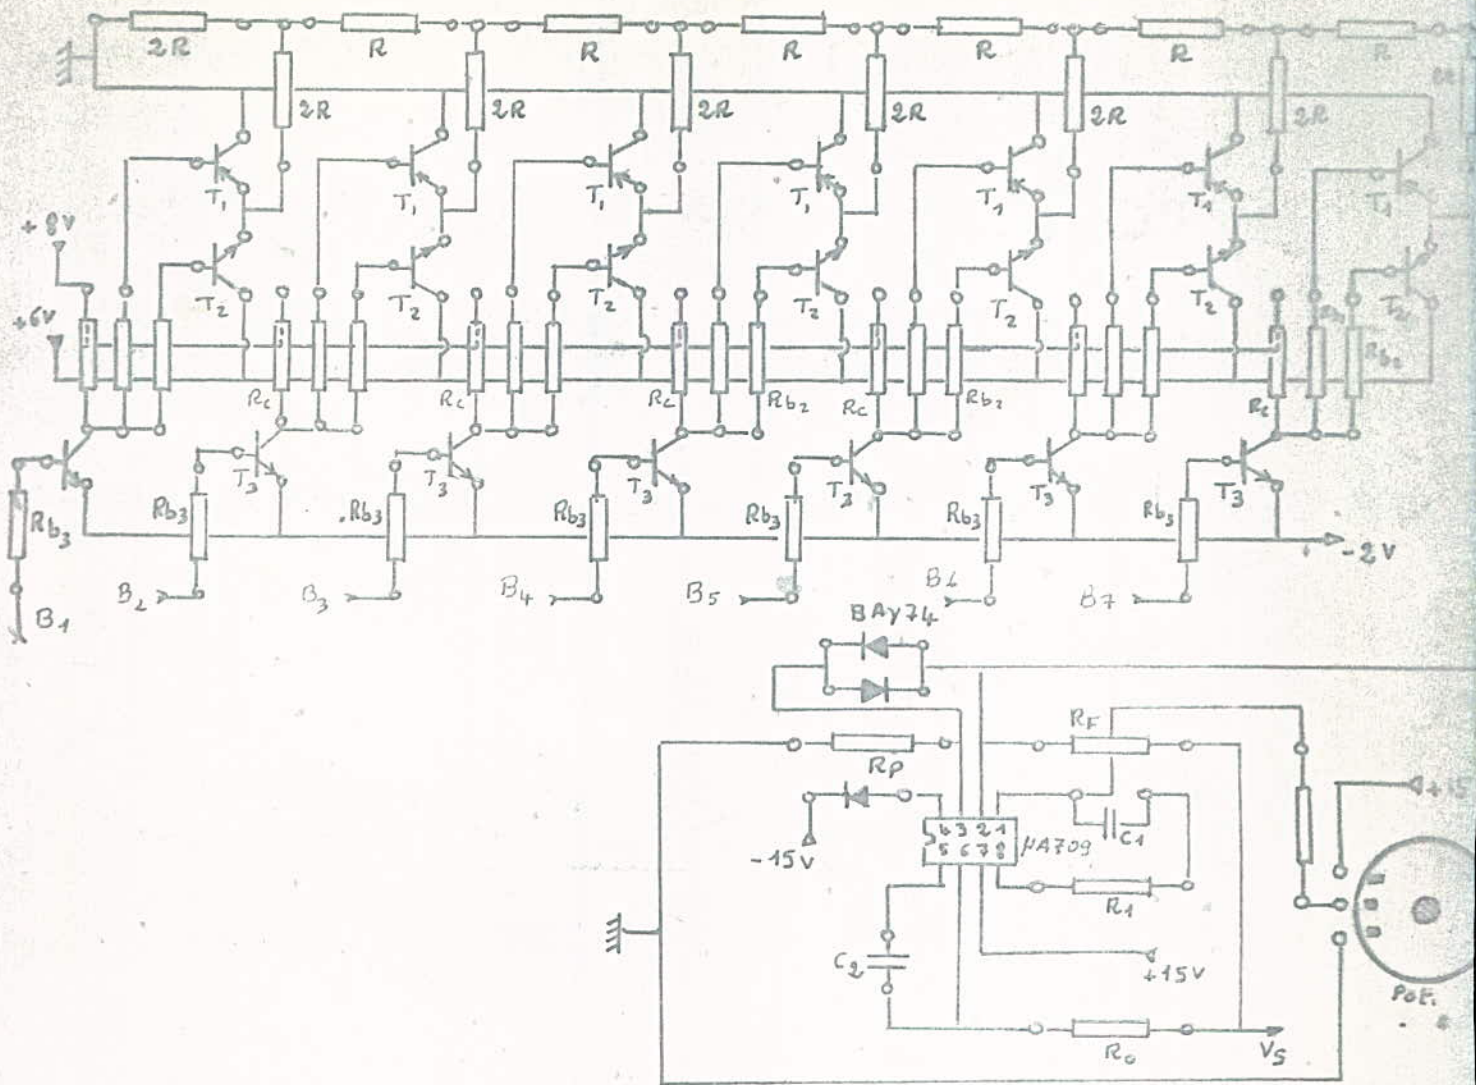 2R R R R R R R
2R 2R 2R 2R 2R 2R
T1 T1 T1 T1 T1 T1 T1
+8V
T2 T2 T2 T2 T2 T2 T2
+6V
Rc Rc Rc Rb2 Rc Rb2 Rc Rb2
T3 T3 T3 T3 T3 T3
Rb3 Rb3 Rb3 Rb3 Rb3 Rb3 Rb3
-2V
B1 B2 B3 B4 B5 B6 B7
BAY74
RF
Rp
+15
4 3 2 1
5 6 7 8
µA709
C1
-15V
R1
C2
+15V
Pot.
Ro
VS